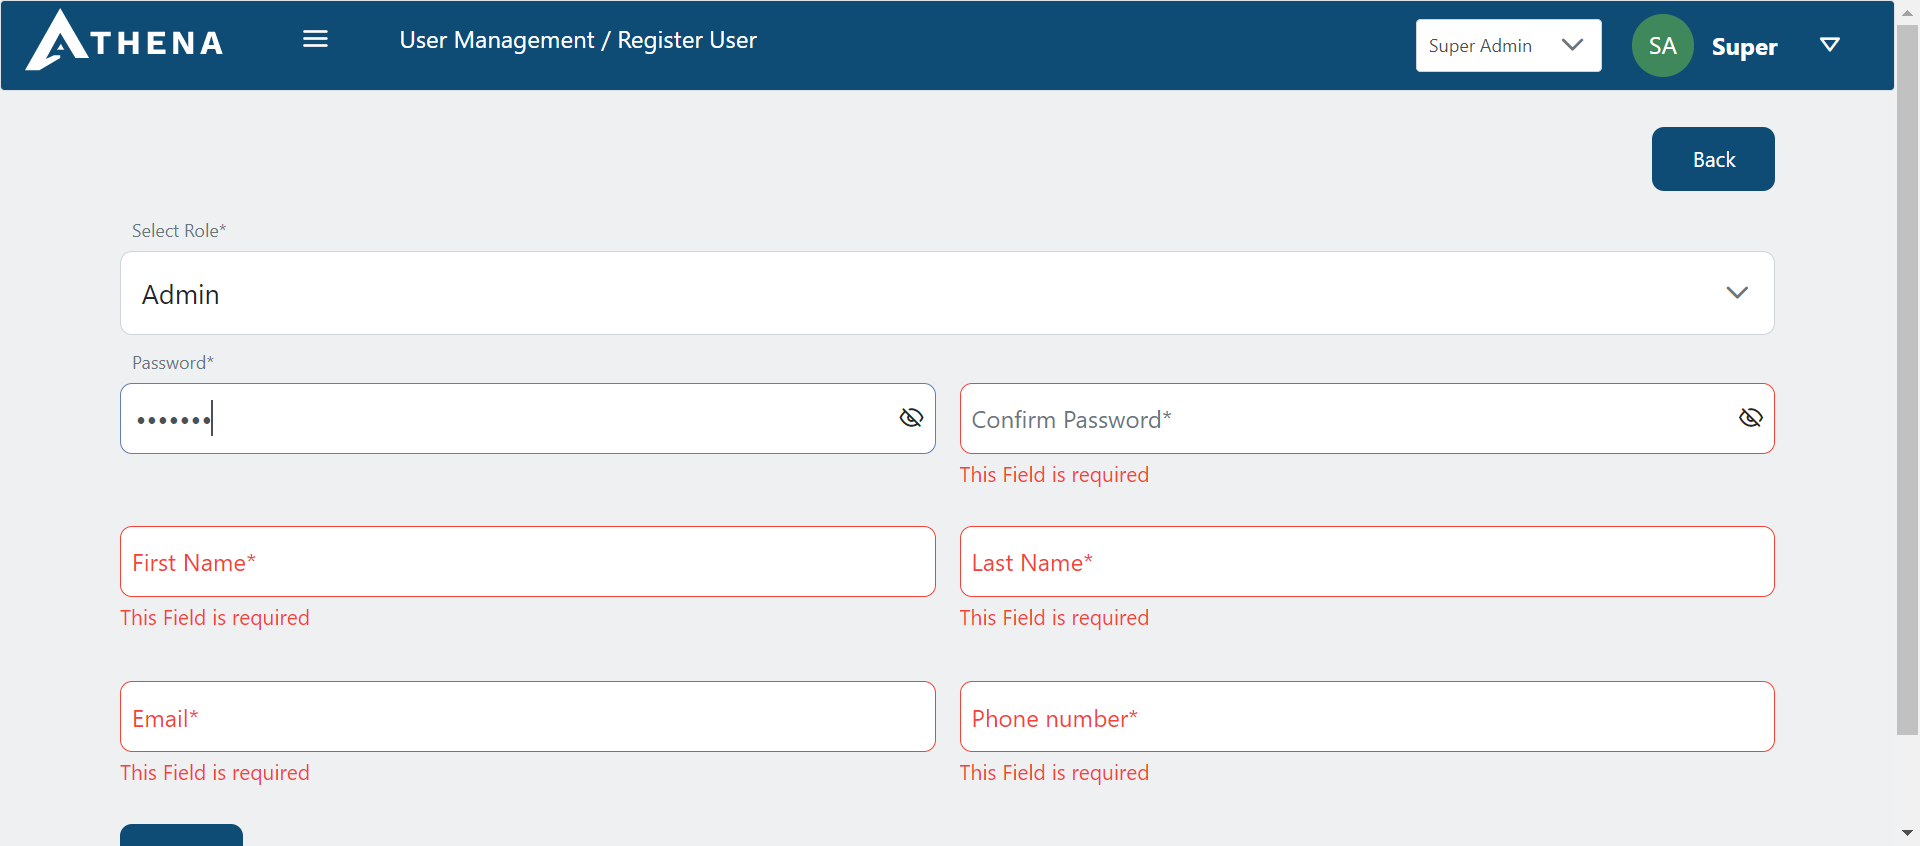 ATHENA
User Management / Register User
Super Admin
SA
Super
Back
Select Role*
Admin
Password*
•••••••
Confirm Password*
This Field is required
First Name*
Last Name*
This Field is required
This Field is required
Email*
Phone number*
This Field is required
This Field is required